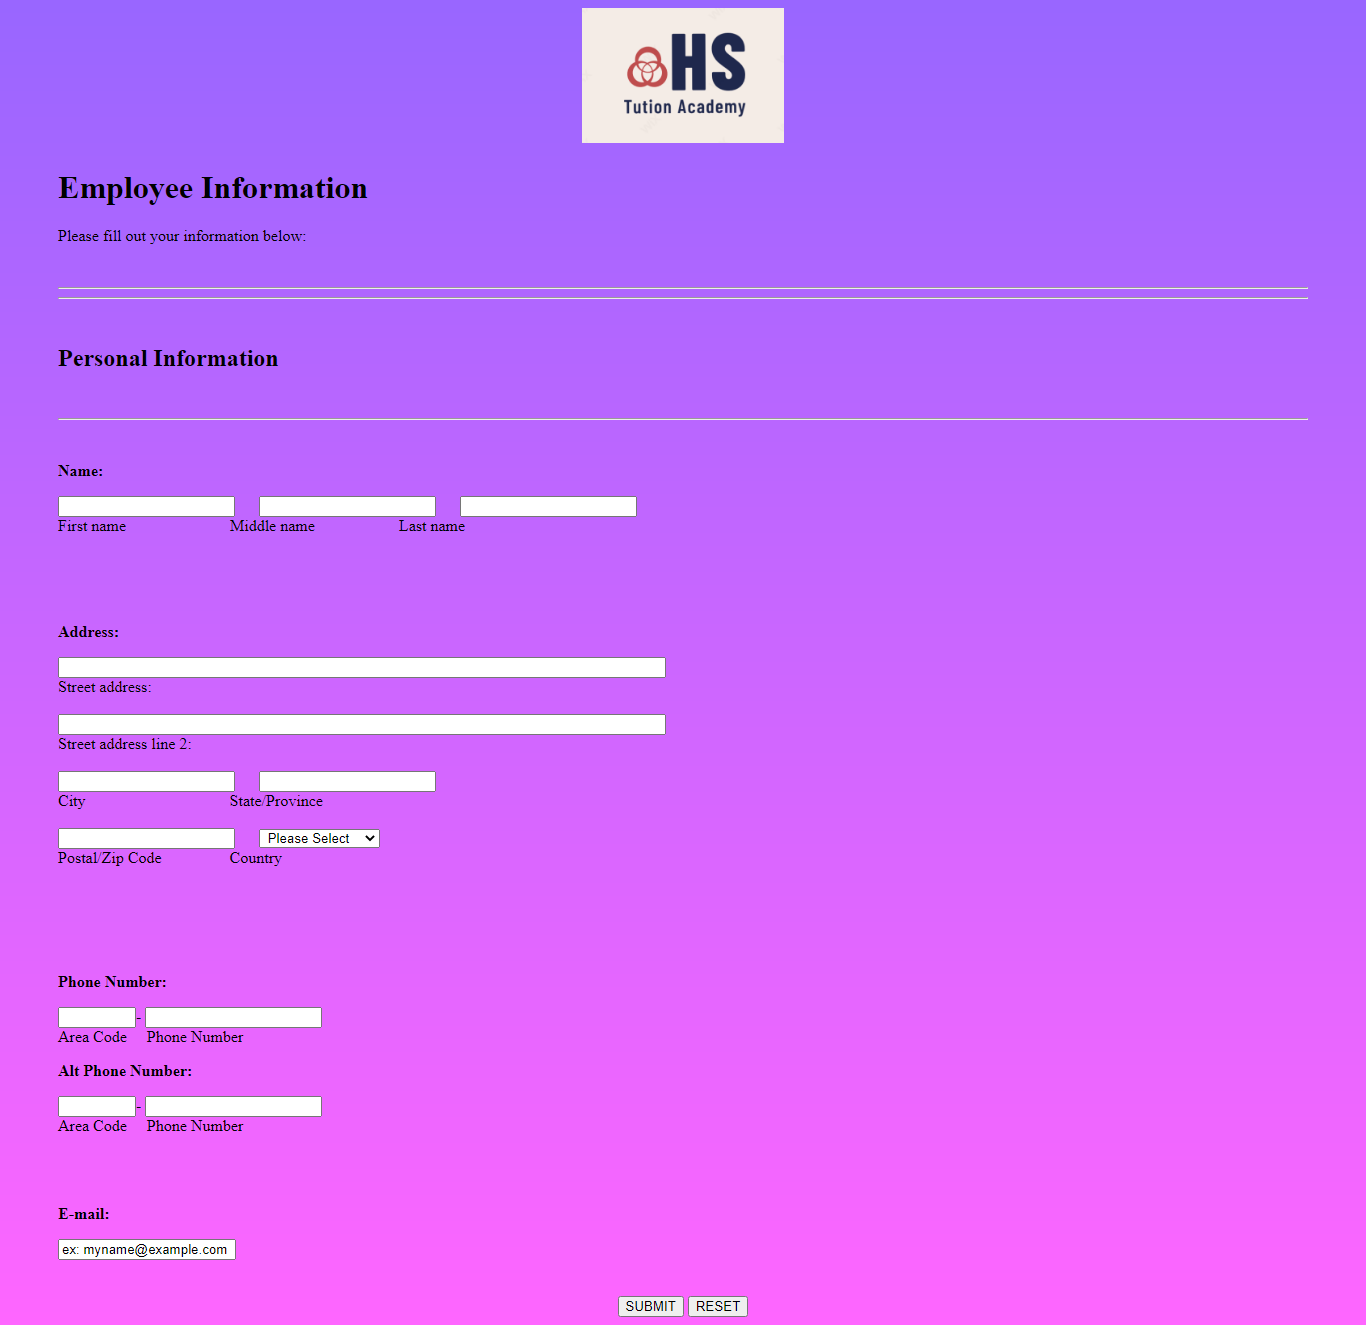 HS
Tution Academy
Employee Information
Please fill out your information below:
Personal Information
Name:
First name Middle name Last name
Address:
Street address:
Street address line 2:
City State/Province
Please Select
Postal/Zip Code Country
Phone Number:
-
Area Code Phone Number
Alt Phone Number:
-
Area Code Phone Number
E-mail:
ex: myname@example.com
SUBMIT RESET